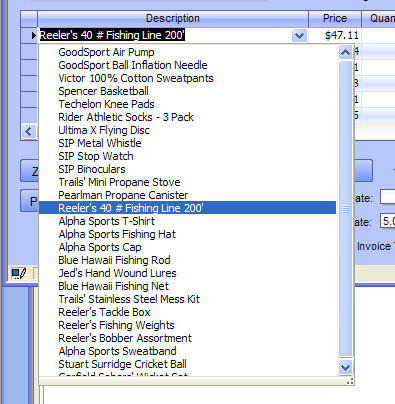 Description Price Quan
Reeler's 40 # Fishing Line 200' $47.11
GoodSport Air Pump 4
GoodSport Ball Inflation Needle 1
Victor 100% Cotton Sweatpants
Spencer Basketball 3
Techelon Knee Pads 1
Rider Athletic Socks - 3 Pack 5
Ultima X Flying Disc
SIP Metal Whistle
SIP Stop Watch
SIP Binoculars
Z
Trails' Mini Propane Stove
Pearlman Propane Canister
P ate:
Reeler's 40 # Fishing Line 200'
Alpha Sports T-Shirt ate: 5.0
Alpha Sports Fishing Hat
Alpha Sports Cap Invoice T
Blue Hawaii Fishing Rod
Jed's Hand Wound Lures
Blue Hawaii Fishing Net
Trails' Stainless Steel Mess Kit
Reeler's Tackle Box
Reeler's Fishing Weights
Reeler's Bobber Assortment
Alpha Sports Sweatband
Stuart Surridge Cricket Ball